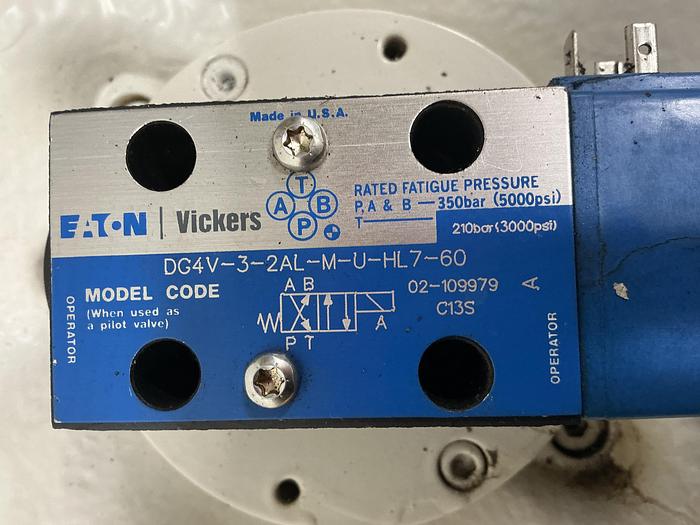 Made in U.S.A.
EATON | Vickers
T
A B
P
RATED FATIGUE PRESSURE
P,A & B — 350bar (5000psi)
T — 210bar (3000psi)
DG4V-3-2AL-M-U-HL7-60
MODEL CODE
(When used as
a pilot valve)
A B
P T
A
02-109979
C13S
A
OPERATOR
OPERATOR